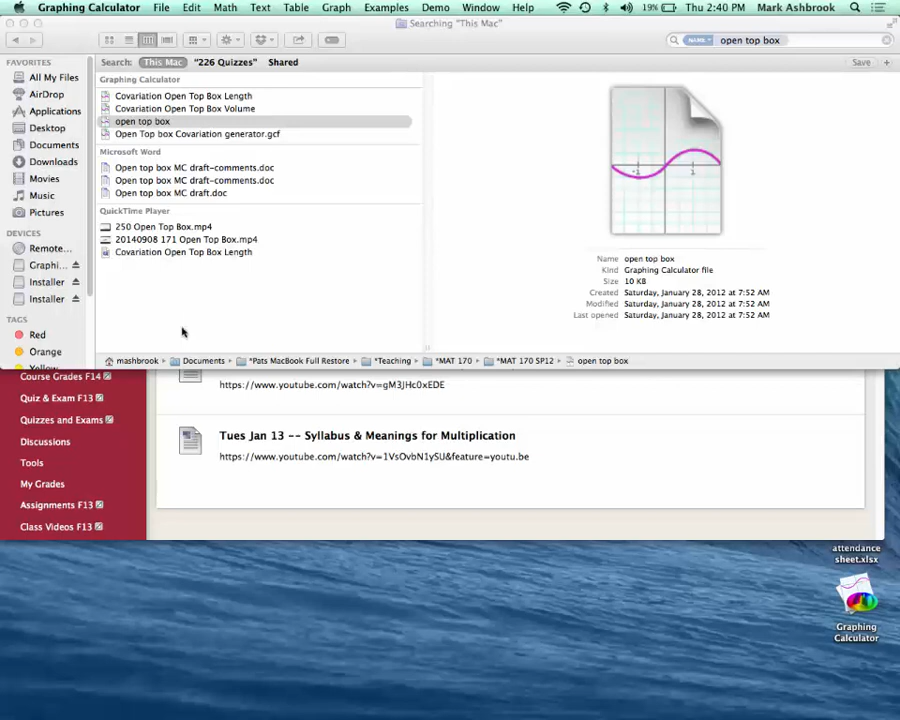 Graphing Calculator File Edit Math Text Table Graph Examples Demo Window Help 19% Thu 2:40 PM Mark Ashbrook
Searching "This Mac"
NAME open top box
FAVORITES
All My Files
AirDrop
Applications
Desktop
Documents
Downloads
Movies
Music
Pictures
DEVICES
Remote...
Graphi...
Installer
Installer
TAGS
Red
Orange
Yellow
Search: This Mac "226 Quizzes" Shared Save +
Graphing Calculator
Covariation Open Top Box Length
Covariation Open Top Box Volume
open top box
Open Top box Covariation generator.gcf
Microsoft Word
Open top box MC draft-comments.doc
Open top box MC draft-comments.doc
Open top box MC draft.doc
QuickTime Player
250 Open Top Box.mp4
20140908 171 Open Top Box.mp4
Covariation Open Top Box Length
-1 1
Name open top box
Kind Graphing Calculator file
Size 10 KB
Created Saturday, January 28, 2012 at 7:52 AM
Modified Saturday, January 28, 2012 at 7:52 AM
Last opened Saturday, January 28, 2012 at 7:52 AM
mashbrook Documents *Pats MacBook Full Restore *Teaching *MAT 170 *MAT 170 SP12 open top box
Course Grades F14
Quiz & Exam F13
Quizzes and Exams
Discussions
Tools
My Grades
Assignments F13
Class Videos F13
https://www.youtube.com/watch?v=gM3JHc0xEDE
Tues Jan 13 -- Syllabus & Meanings for Multiplication
https://www.youtube.com/watch?v=1VsOvbN1ySU&feature=youtu.be
attendance
sheet.xlsx
Graphing
Calculator